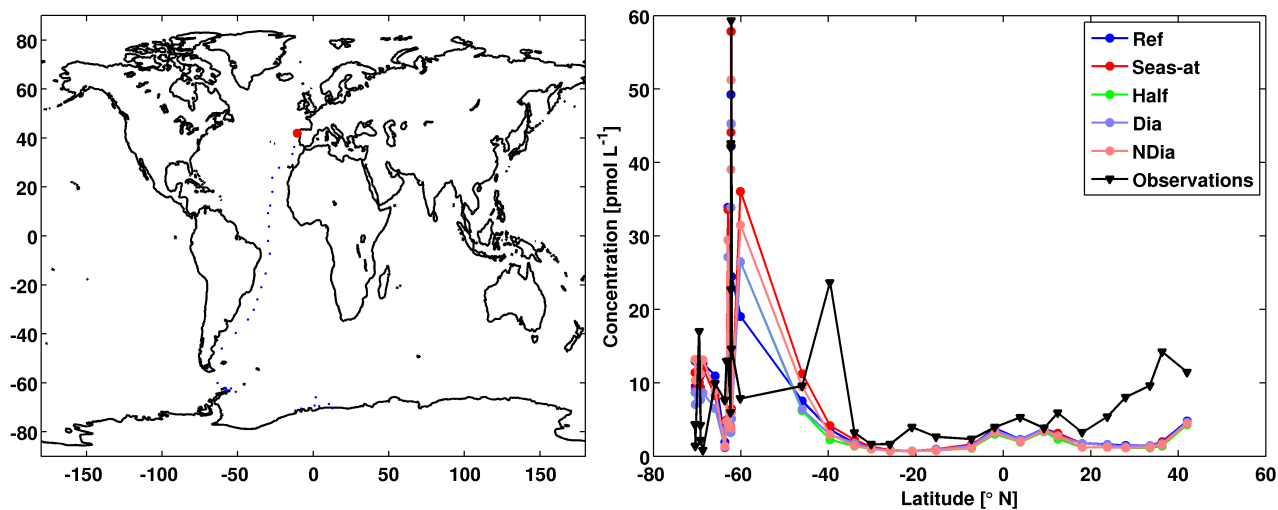 80
60
40
20
0
-20
-40
-60
-80
-150 -100 -50 0 50 100 150
60
50
40
30
20
10
0
Concentration [pmol L⁻¹]
-80 -60 -40 -20 0 20 40 60
Latitude [° N]
Ref
Seas-at
Half
Dia
NDia
Observations